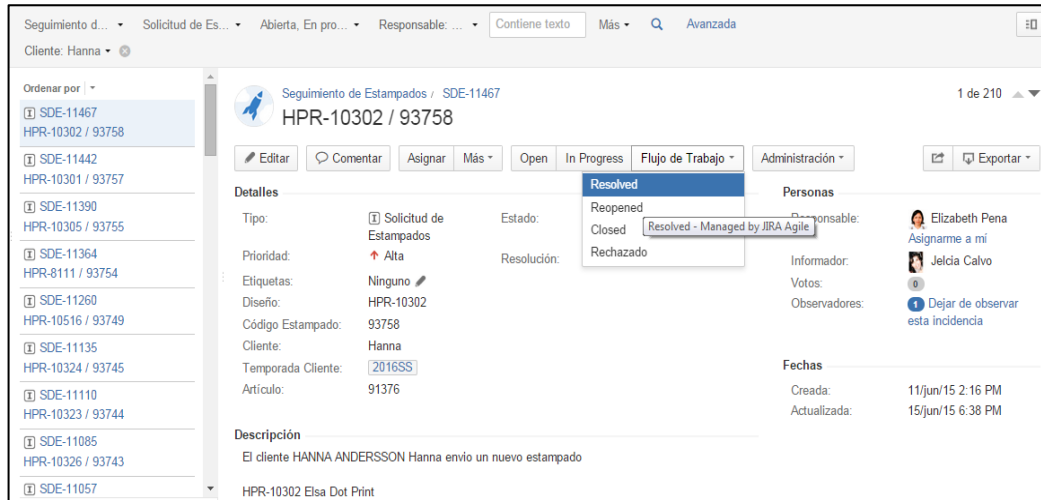 Seguimiento d... Solicitud de Es... Abierta, En pro... Responsable: ... Contiene texto Más Avanzada
Cliente: Hanna
Ordenar por
SDE-11467
HPR-10302 / 93758
SDE-11442
HPR-10301 / 93757
SDE-11390
HPR-10305 / 93755
SDE-11364
HPR-8111 / 93754
SDE-11260
HPR-10516 / 93749
SDE-11135
HPR-10324 / 93745
SDE-11110
HPR-10323 / 93744
SDE-11085
HPR-10326 / 93743
SDE-11057
Seguimiento de Estampados / SDE-11467
1 de 210
HPR-10302 / 93758
Editar Comentar Asignar Más Open In Progress Flujo de Trabajo Administración Exportar
Resolved
Reopened
Closed
Rechazado
Resolved - Managed by JIRA Agile
Detalles
Tipo: Solicitud de Estampados
Estado:
Prioridad: Alta
Resolución:
Etiquetas: Ninguno
Diseño: HPR-10302
Código Estampado: 93758
Cliente: Hanna
Temporada Cliente: 2016SS
Artículo: 91376
Descripción
El cliente HANNA ANDERSSON Hanna envio un nuevo estampado
HPR-10302 Elsa Dot Print
Personas
Responsable: Elizabeth Pena
Asignarme a mí
Informador: Jelcia Calvo
Votos: 0
Observadores: 1 Dejar de observar
esta incidencia
Fechas
Creada: 11/jun/15 2:16 PM
Actualizada: 15/jun/15 6:38 PM